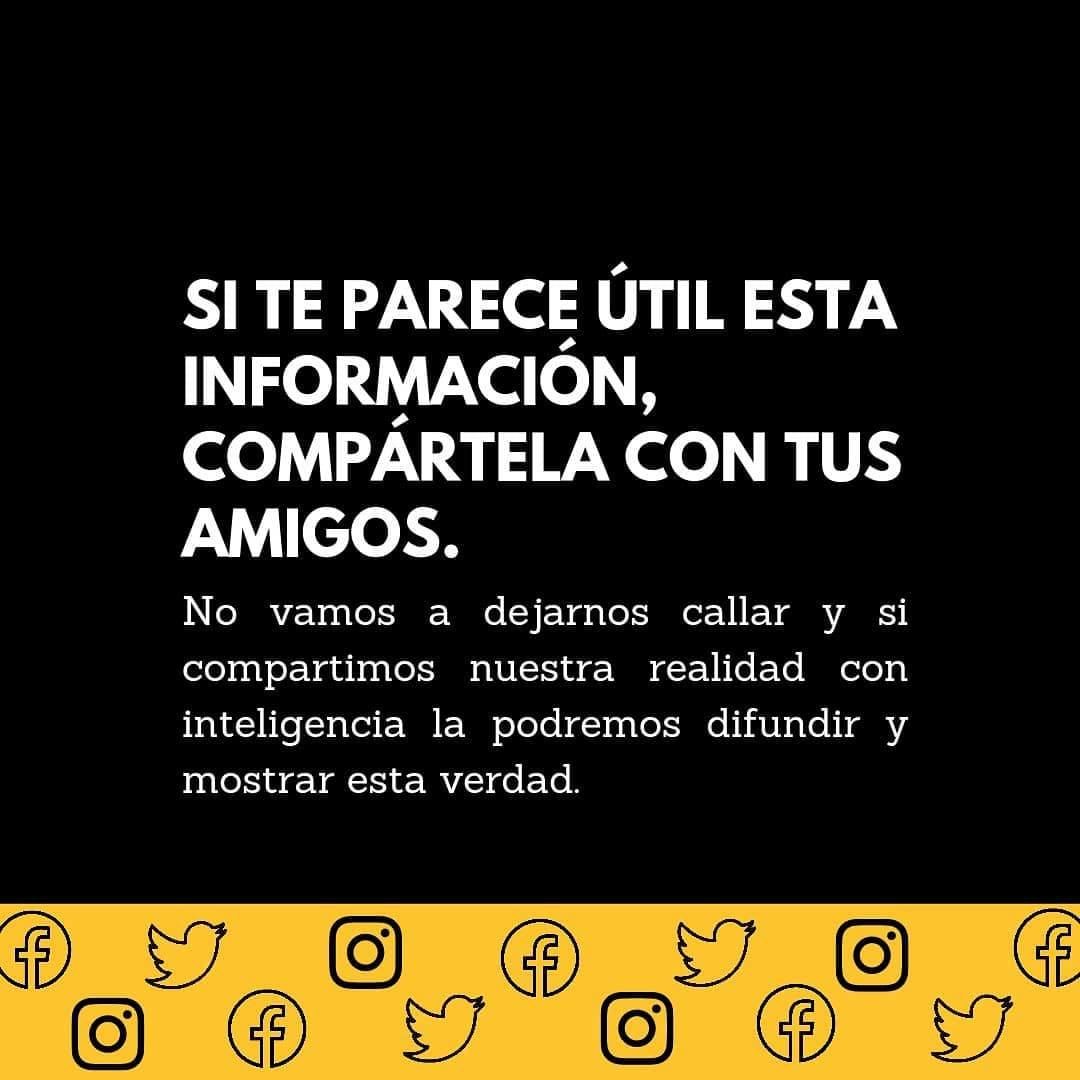 SI TE PARECE ÚTIL ESTA
INFORMACIÓN,
COMPÁRTELA CON TUS
AMIGOS.
No vamos a dejarnos callar y si
compartimos nuestra realidad con
inteligencia la podremos difundir y
mostrar esta verdad.